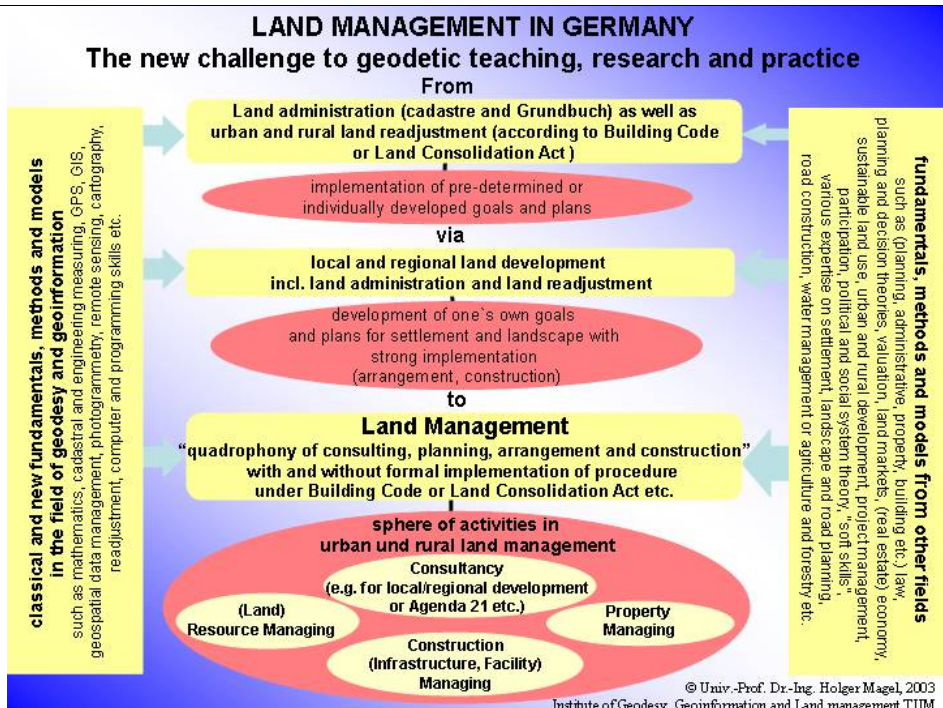 LAND MANAGEMENT IN GERMANY
The new challenge to geodetic teaching, research and practice
From
Land administration (cadastre and Grundbuch) as well as
urban and rural land readjustment (according to Building Code
or Land Consolidation Act )
implementation of pre-determined or
individually developed goals and plans
via
local and regional land development
incl. land administration and land readjustment
development of one`s own goals
and plans for settlement and landscape with
strong implementation
(arrangement, construction)
to
Land Management
“quadrophony of consulting, planning, arrangement and construction”
with and without formal implementation of procedure
under Building Code or Land Consolidation Act etc.
sphere of activities in
urban und rural land management
Consultancy
(e.g. for local/regional development
or Agenda 21 etc.)
(Land)
Resource Managing
Property
Managing
Construction
(Infrastructure, Facility)
Managing
classical and new fundamentals, methods and models
in the field of geodesy and geoinformation
such as mathematics, cadastral and engineering measuring, GPS, GIS,
geospatial data management, photogrammetry, remote sensing, cartography,
readjustment, computer and programming skills etc.
fundamentals, methods and models from other fields
such as (planning, administrative, property, building etc.) law,
planning and decision theories, valuation, land markets, (real estate) economy,
sustainable land use, urban and rural development, project management,
participation, political and social system theory, "soft skills",
various expertise on settlement, landscape and road planning,
road construction, water management or agriculture and forestry etc.
© Univ.-Prof. Dr.-Ing. Holger Magel, 2003
Institute of Geodesy, Geoinformation and Land management TUM